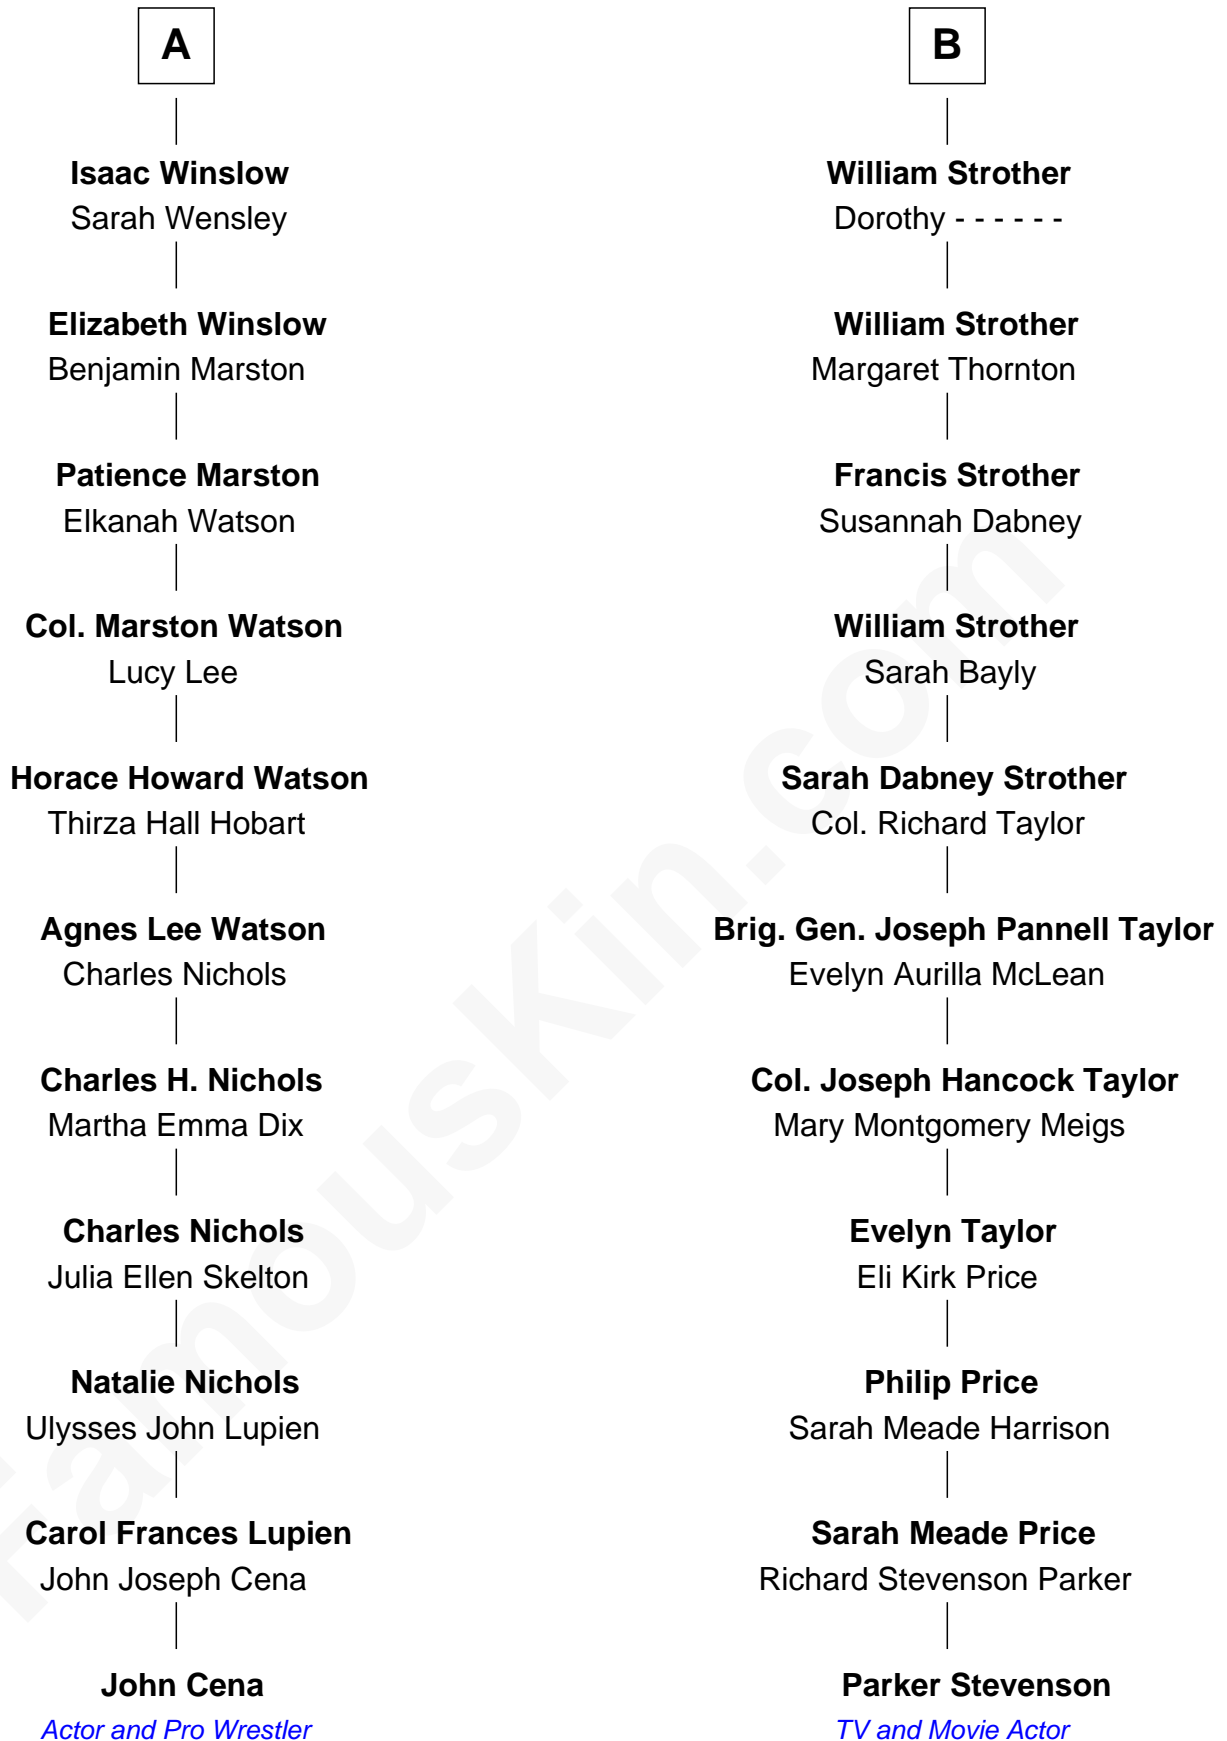 A
Isaac Winslow
Sarah Wensley
Elizabeth Winslow
Benjamin Marston
Patience Marston
Elkanah Watson
Col. Marston Watson
Lucy Lee
Horace Howard Watson
Thirza Hall Hobart
Agnes Lee Watson
Charles Nichols
Charles H. Nichols
Martha Emma Dix
Charles Nichols
Julia Ellen Skelton
Natalie Nichols
Ulysses John Lupien
Carol Frances Lupien
John Joseph Cena
John Cena
Actor and Pro Wrestler
B
William Strother
Dorothy - - - - - -
William Strother
Margaret Thornton
Francis Strother
Susannah Dabney
William Strother
Sarah Bayly
Sarah Dabney Strother
Col. Richard Taylor
Brig. Gen. Joseph Pannell Taylor
Evelyn Aurilla McLean
Col. Joseph Hancock Taylor
Mary Montgomery Meigs
Evelyn Taylor
Eli Kirk Price
Philip Price
Sarah Meade Harrison
Sarah Meade Price
Richard Stevenson Parker
Parker Stevenson
TV and Movie Actor
FamousKin.com